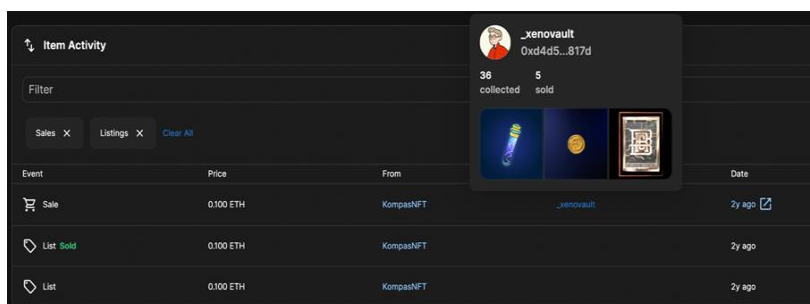 _xenovault
0xd4d5...817d
36 5
collected sold
Item Activity
Filter
Sales X Listings X Clear All
Event Price From Date
Sale 0.100 ETH KompasNFT _xenovault 2y ago
List Sold 0.100 ETH KompasNFT 2y ago
List 0.100 ETH KompasNFT 2y ago